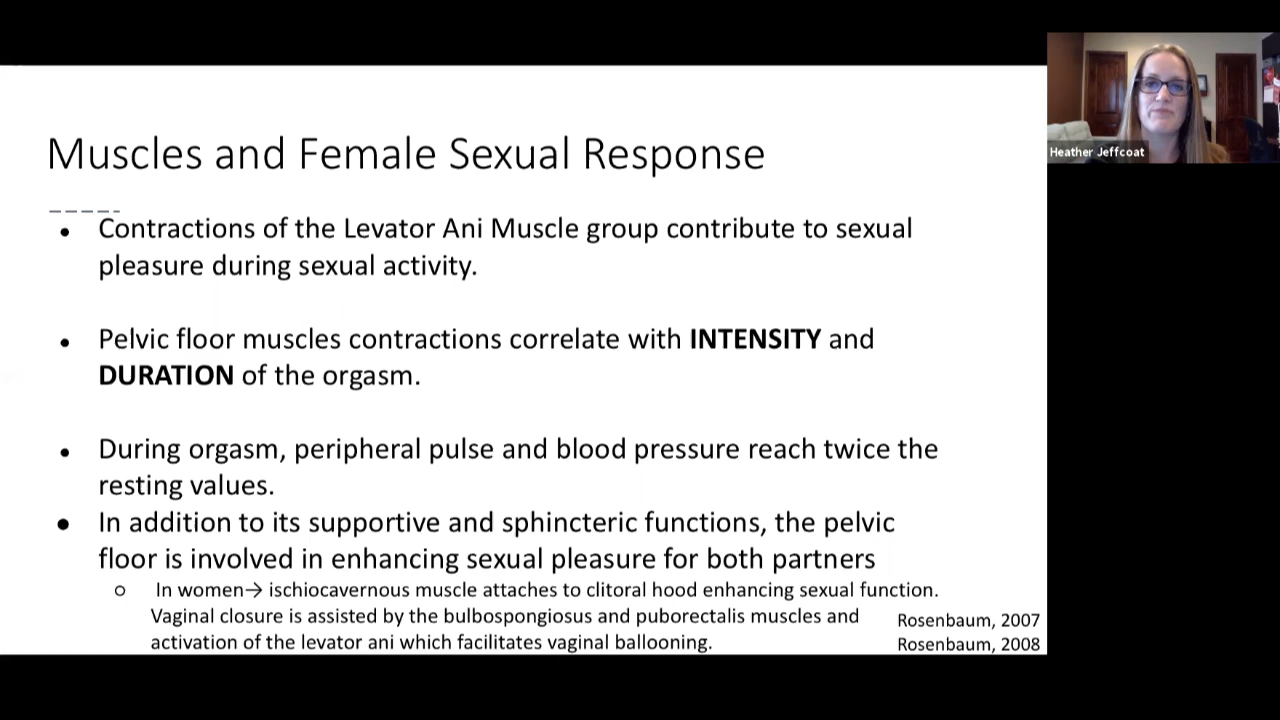 Muscles and Female Sexual Response
Contractions of the Levator Ani Muscle group contribute to sexual
pleasure during sexual activity.
Pelvic floor muscles contractions correlate with INTENSITY and
DURATION of the orgasm.
During orgasm, peripheral pulse and blood pressure reach twice the
resting values.
In addition to its supportive and sphincteric functions, the pelvic
floor is involved in enhancing sexual pleasure for both partners
In women→ ischiocavernous muscle attaches to clitoral hood enhancing sexual function.
Vaginal closure is assisted by the bulbospongiosus and puborectalis muscles and
activation of the levator ani which facilitates vaginal ballooning.
Rosenbaum, 2007
Rosenbaum, 2008
Heather Jeffcoat